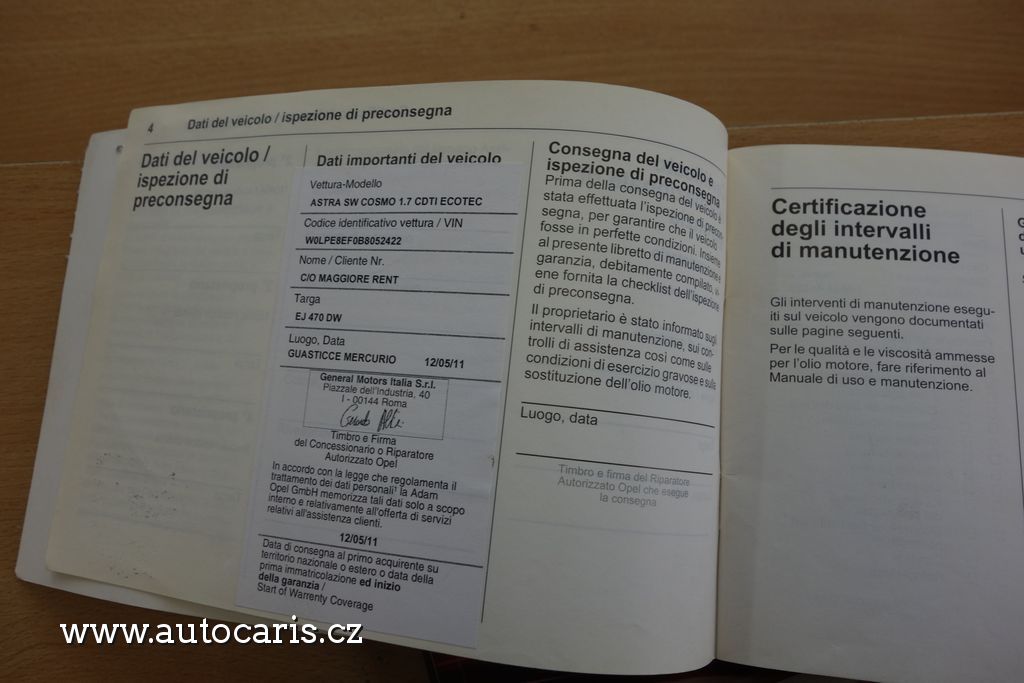 4
Dati del veicolo / ispezione di preconsegna
Dati del veicolo /
ispezione di
preconsegna
Dati importanti del veicolo
Vettura-Modello
ASTRA SW COSMO 1.7 CDTI ECOTEC
Codice identificativo vettura / VIN
W0LPE8EF0B8052422
Nome / Cliente Nr.
C/O MAGGIORE RENT
Targa
EJ 470 DW
Luogo, Data
GUASTICCE MERCURIO 12/05/11
General Motors Italia S.r.l.
Piazzale dell'Industria, 40
I - 00144 Roma
Timbro e Firma
del Concessionario o Riparatore
Autorizzato Opel
In accordo con la legge che regolamenta il
trattamento dei dati personali' la Adam
Opel GmbH memorizza tali dati solo a scopo
interno e relativamente all'offerta di servizi
relativi all'assistenza clienti.
12/05/11
Data di consegna al primo acquirente su
territorio nazionale o estero o data della
prima immatricolazione ed inizio
della garanzia /
Start of Warrenty Coverage
Consegna del veicolo e
ispezione di preconsegna
Prima della consegna del veicolo è
stata effettuata l'ispezione di precon-
segna, per garantire che il veicolo
fosse in perfette condizioni. Insieme
al presente libretto di manutenzione e
garanzia, debitamente compilato, vi-
ene fornita la checklist dell'ispezione
di preconsegna.
Il proprietario è stato informato sugli
intervalli di manutenzione, sui con-
trolli di assistenza così come sulle
condizioni di esercizio gravose e sulla
sostituzione dell'olio motore.
Luogo, data
Timbro e firma del Riparatore
Autorizzato Opel che esegue
la consegna
Certificazione
degli intervalli
di manutenzione
Gli interventi di manutenzione esegu-
iti sul veicolo vengono documentati
sulle pagine seguenti.
Per le qualità e le viscosità ammesse
per l'olio motore, fare riferimento al
Manuale di uso e manutenzione.
www.autocaris.cz